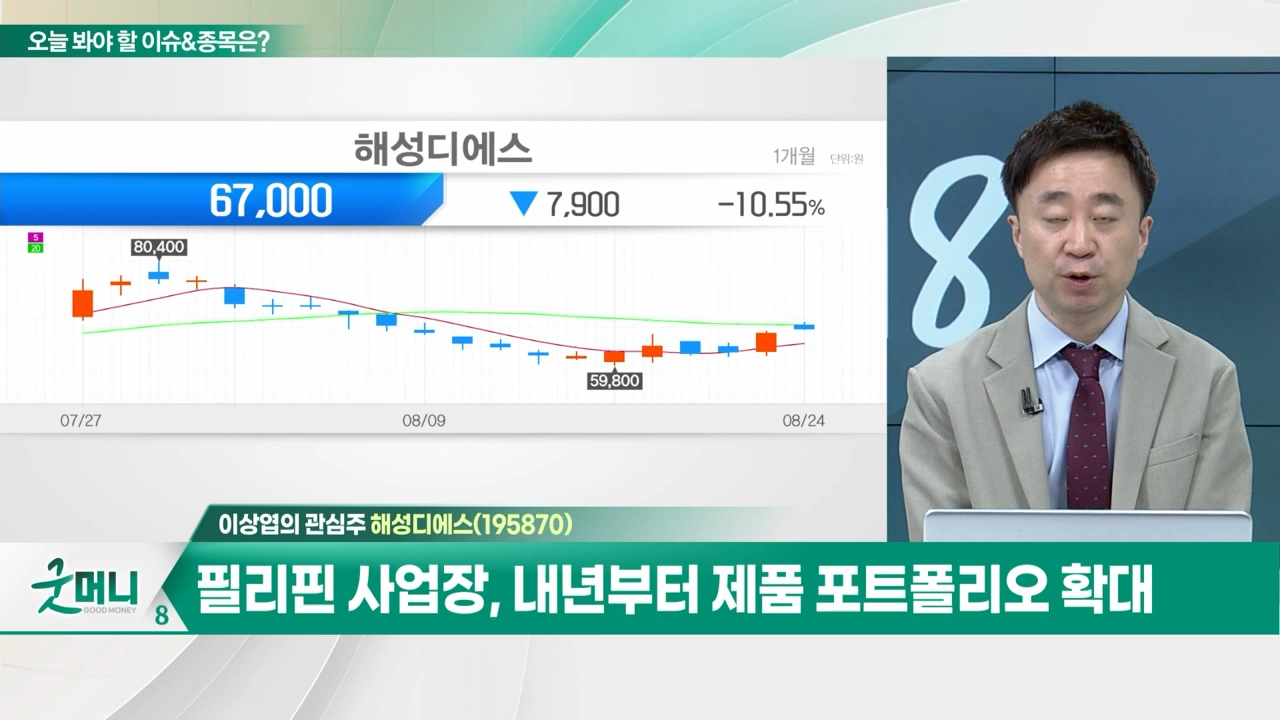 오늘 봐야 할 이슈&종목은?
해성디에스
1개월 단위:원
67,000 ▼7,900 -10.55%
5
20
80,400
59,800
07/27 08/09 08/24
8
이상엽의 관심주 해성디에스(195870)
굿머니
GOOD MONEY
8
필리핀 사업장, 내년부터 제품 포트폴리오 확대